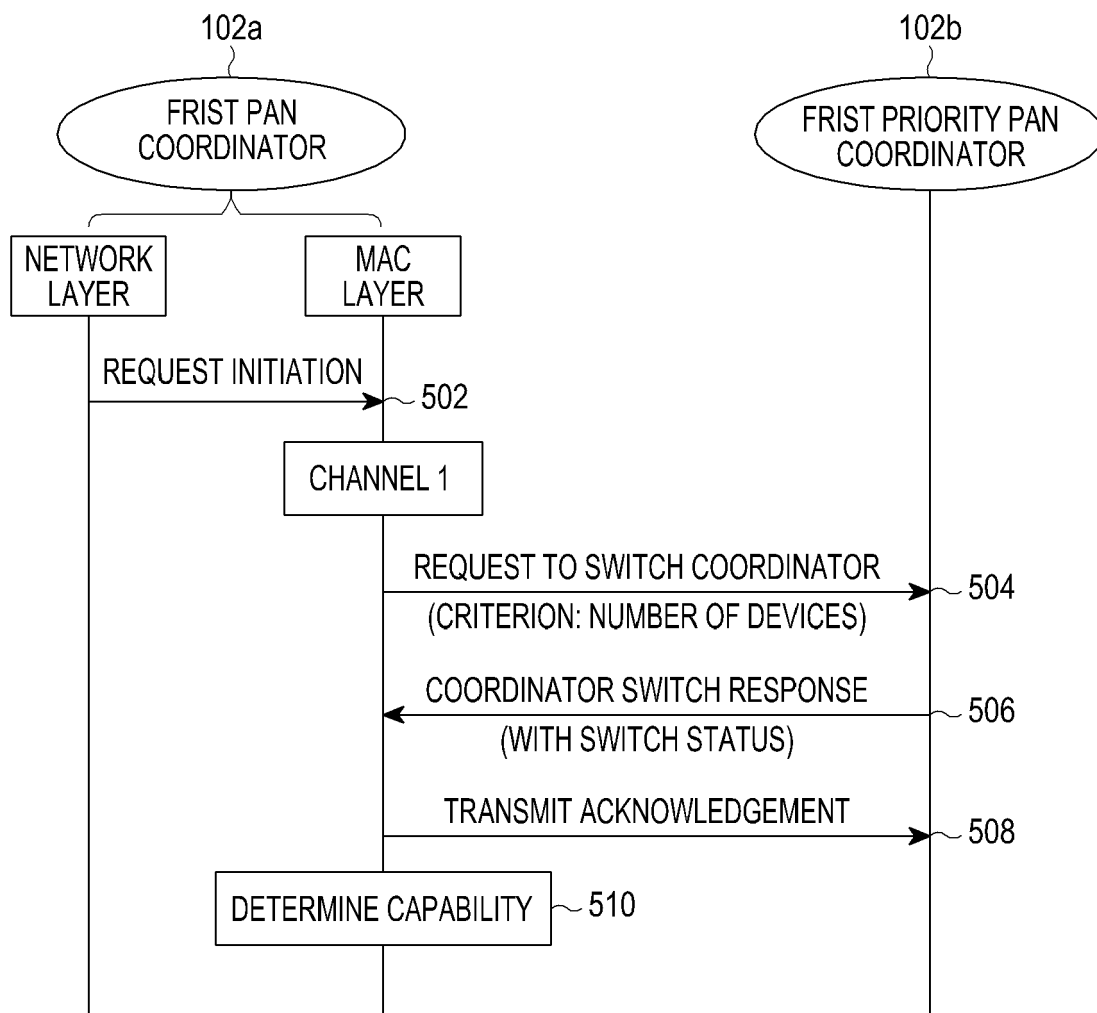 102a
102b
FRIST PAN
COORDINATOR
FRIST PRIORITY PAN
COORDINATOR
NETWORK
LAYER
MAC
LAYER
REQUEST INITIATION
502
CHANNEL 1
REQUEST TO SWITCH COORDINATOR
504
(CRITERION: NUMBER OF DEVICES)
COORDINATOR SWITCH RESPONSE
506
(WITH SWITCH STATUS)
TRANSMIT ACKNOWLEDGEMENT
508
DETERMINE CAPABILITY
510